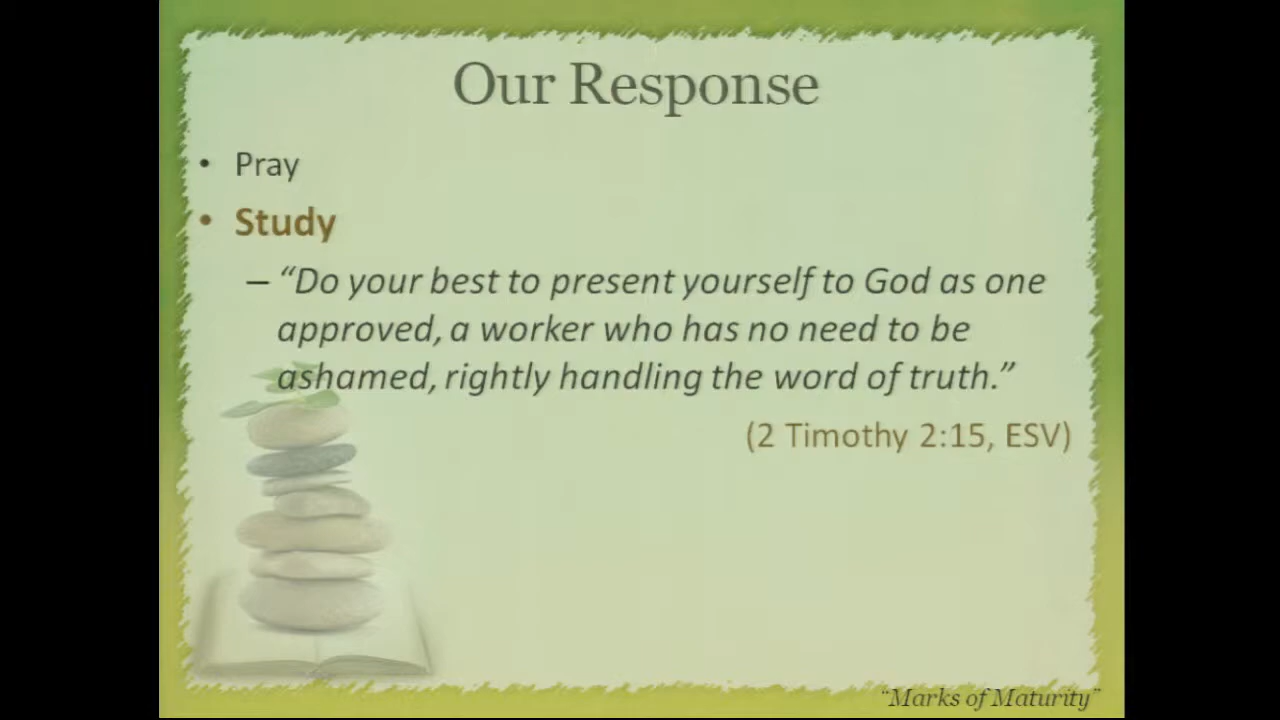 Our Response
• Pray
• Study
– “Do your best to present yourself to God as one
approved, a worker who has no need to be
ashamed, rightly handling the word of truth.”
(2 Timothy 2:15, ESV)
“Marks of Maturity”